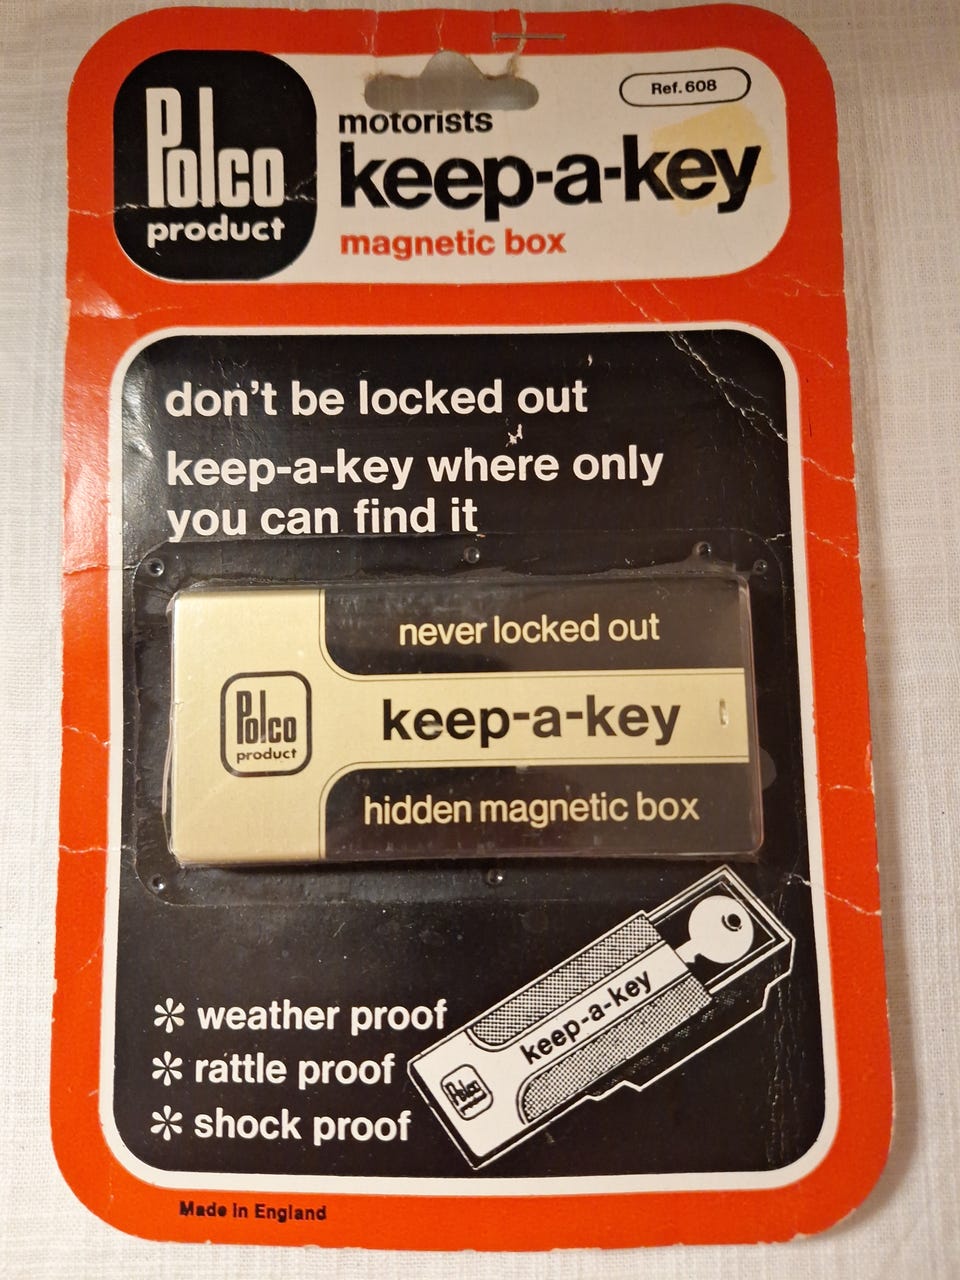 Polco
product
Ref. 608
motorists
keep-a-key
magnetic box
don't be locked out
keep-a-key where only
you can find it
never locked out
Polco
product
keep-a-key
hidden magnetic box
* weather proof
* rattle proof
* shock proof
keep-a-key
Polco
product
Made in England